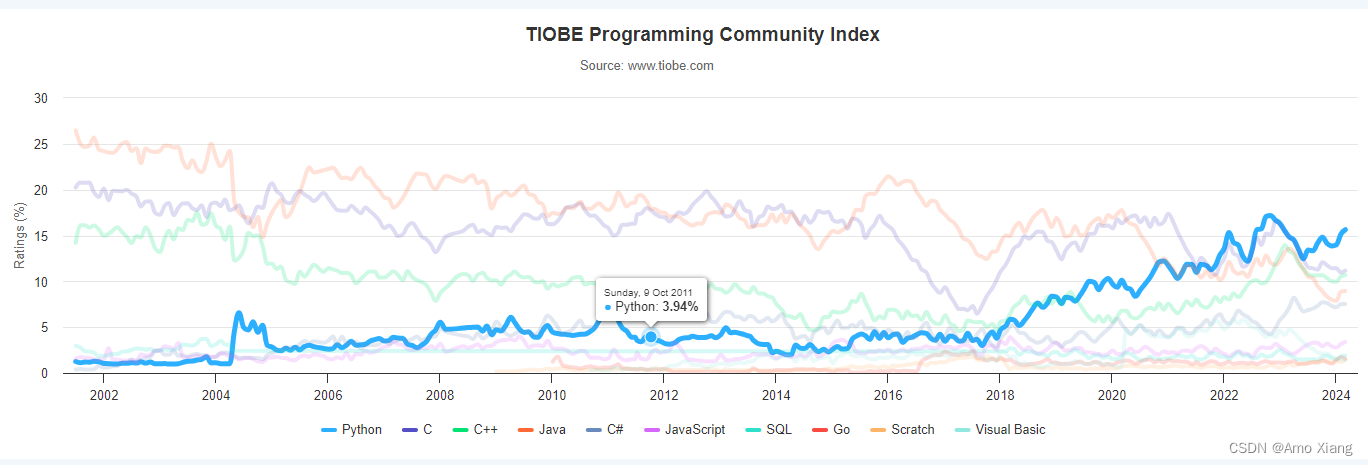 TIOBE Programming Community Index
Source: www.tiobe.com
Ratings (%)
30
25
20
15
10
5
0
Sunday, 9 Oct 2011
● Python: 3.94%
2002 2004 2006 2008 2010 2012 2014 2016 2018 2020 2022 2024
Python C C++ Java C# JavaScript SQL Go Scratch Visual Basic
CSDN @Amo Xiang